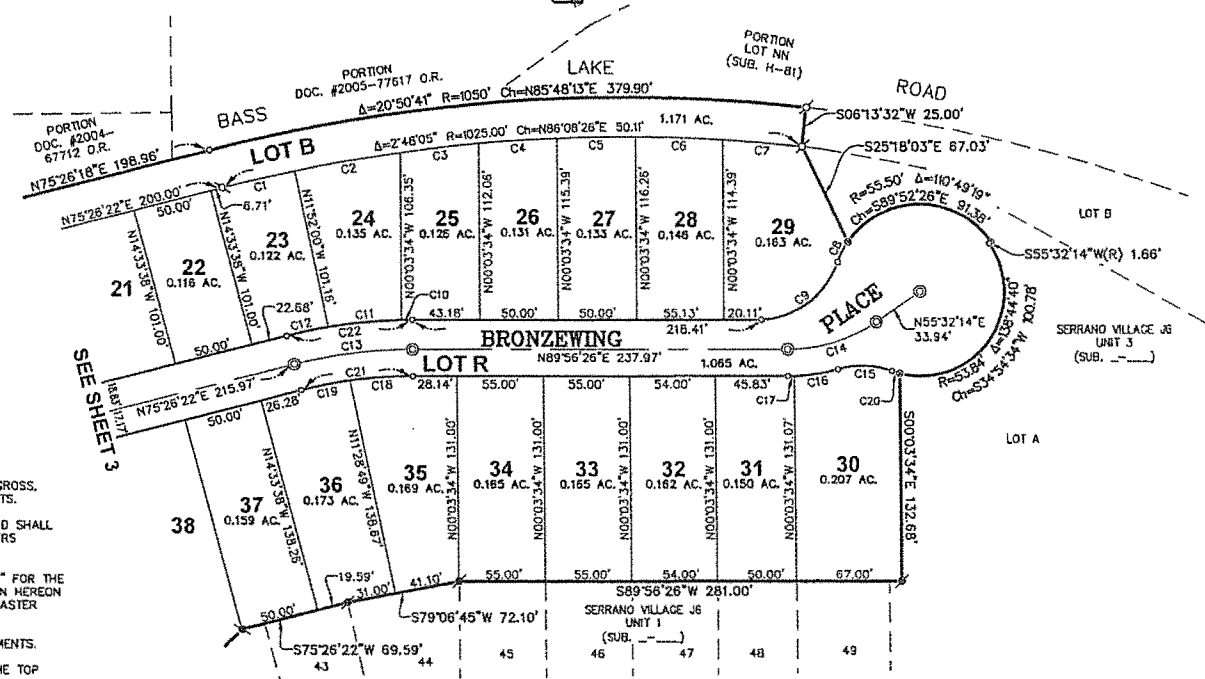 PORTION
LOT NN
(SUB. H-81)
PORTION
DOC. #2005-77617 O.R.
LAKE
ROAD
BASS
Δ=20°50'41" R=1050' Ch=N85°48'13"E 379.90'
PORTION
DOC. #2004-
67712 O.R.
N75°26'18"E 198.96'
S06°13'32"W 25.00'
1.171 AC.
LOT B
Δ=2°48'05" R=1025.00' Ch=N86°08'26"E 50.11'
S25°18'03"E 67.03'
C1
C2
C3
C4
C5
C6
C7
R=55.50' Δ=110°49'19"
Ch=S89°52'26"E 91.38'
LOT B
N75°26'22"E 200.00'
50.00'
6.71'
S55°32'14"W(R) 1.66'
21
N14°33'38"W 101.00'
22
0.116 AC.
N14°33'38"W 101.00'
23
0.122 AC.
N11°52'00"W 101.16'
24
0.135 AC.
N00°03'34"W 106.35'
25
0.126 AC.
N00°03'34"W 112.06'
26
0.131 AC.
N00°03'34"W 115.39'
27
0.133 AC.
N00°03'34"W 116.26'
28
0.146 AC.
N00°03'34"W 114.39'
29
0.163 AC.
C8
C9
50.00'
22.68'
C12
C11
C22
C10
43.18'
50.00'
50.00'
55.13'
20.11'
218.41'
BRONZEWING
PLACE
N55°32'14"E
33.94'
C13
C14
N89°56'26"E 237.97'
1.065 AC.
LOT R
R=53.84' Δ=138°44'40"
Ch=S34°54'34"W 100.78'
SERRANO VILLAGE J6
UNIT 3
(SUB. _-___)
SEE SHEET 3
18.83'
17.17'
N75°26'22"E 215.97'
50.00'
26.28'
C19
C21
C18
28.14'
55.00'
55.00'
54.00'
45.83'
C17
C16
C15
C20
LOT A
38
37
0.159 AC.
N14°33'38"W 138.25'
36
0.173 AC.
N11°28'49"W 138.67'
35
0.169 AC.
N00°03'34"W 131.00'
34
0.165 AC.
N00°03'34"W 131.00'
33
0.165 AC.
N00°03'34"W 131.00'
32
0.162 AC.
N00°03'34"W 131.00'
31
0.150 AC.
N00°03'34"W 131.07'
30
0.207 AC.
S00°03'34"E 132.68'
GROSS,
TS.
D SHALL
RS
" FOR THE
N HEREON
ASTER
MENTS.
HE TOP
50.00'
19.59'
31.00'
41.10'
55.00'
55.00'
54.00'
50.00'
67.00'
S89°56'26"W 281.00'
S79°06'45"W 72.10'
S75°26'22"W 69.59'
SERRANO VILLAGE J6
UNIT 1
(SUB. _-___)
43
44
45
46
47
48
49